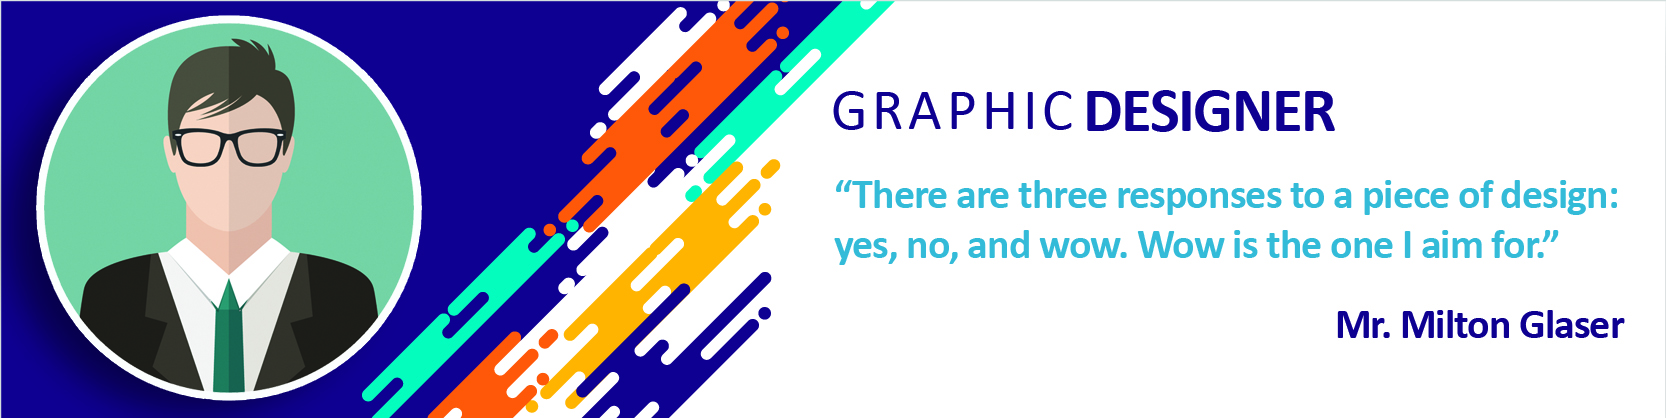 GRAPHIC DESIGNER
“There are three responses to a piece of design:
yes, no, and wow. Wow is the one I aim for.”
Mr. Milton Glaser